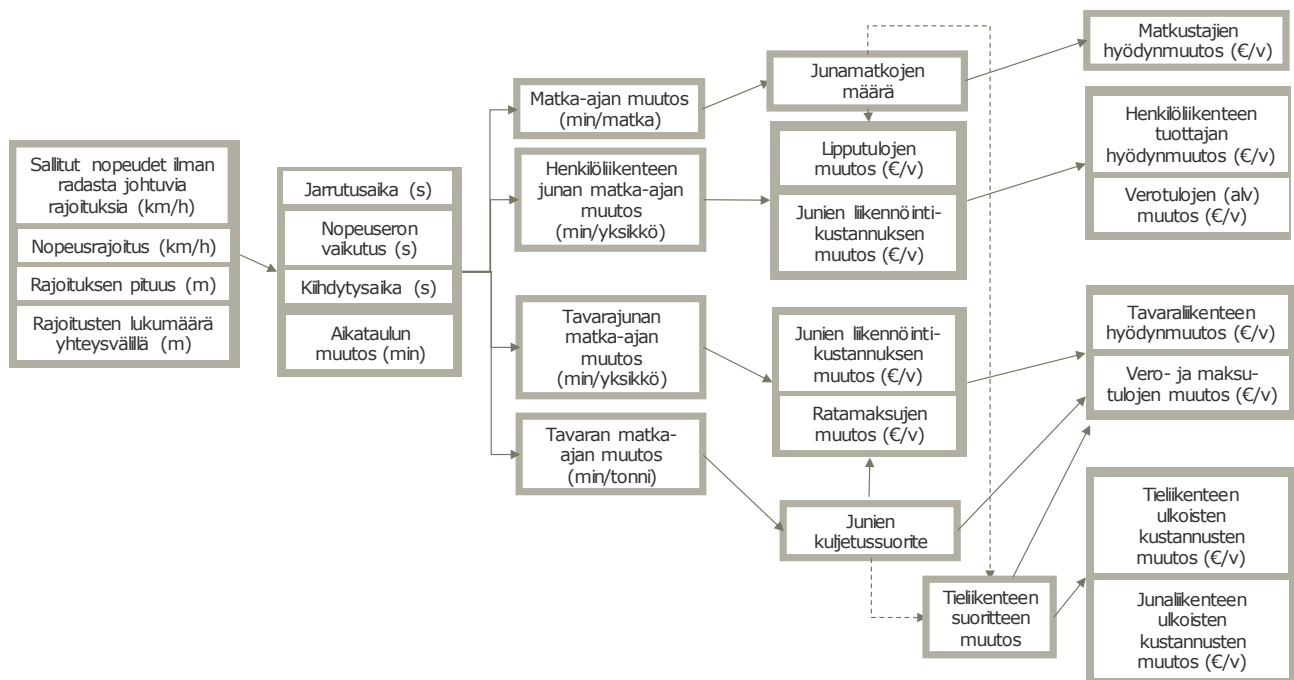 Sallitut nopeudet ilman
radasta johtuvia
rajoituksia (km/h)
Nopeusrajoitus (km/h)
Rajoituksen pituus (m)
Rajoitusten lukumäärä
yhteysvälillä (m)
Jarrutusaika (s)
Nopeuseron
vaikutus (s)
Kiihdytysaika (s)
Aikataulun
muutos (min)
Matka-ajan muutos
(min/matka)
Henkilöliikenteen
junan matka-ajan
muutos
(min/yksikkö)
Tavarajunan
matka-ajan
muutos
(min/yksikkö)
Tavaran matka-
ajan muutos
(min/tonni)
Junamatkojen
määrä
Lipputulojen
muutos (€/v)
Junien liikennöinti-
kustannuksen
muutos (€/v)
Junien liikennöinti-
kustannuksen
muutos (€/v)
Ratamaksujen
muutos (€/v)
Junien
kuljetussuorite
Tieliikenteen
suoritteen
muutos
Matkustajien
hyödynmuutos (€/v)
Henkilöliikenteen
tuottajan
hyödynmuutos (€/v)
Verotulojen (alv)
muutos (€/v)
Tavaraliikenteen
hyödynmuutos (€/v)
Vero- ja maksu-
tulojen muutos (€/v)
Tieliikenteen
ulkoisten
kustannusten
muutos (€/v)
Junaliikenteen
ulkoisten
kustannusten
muutos (€/v)